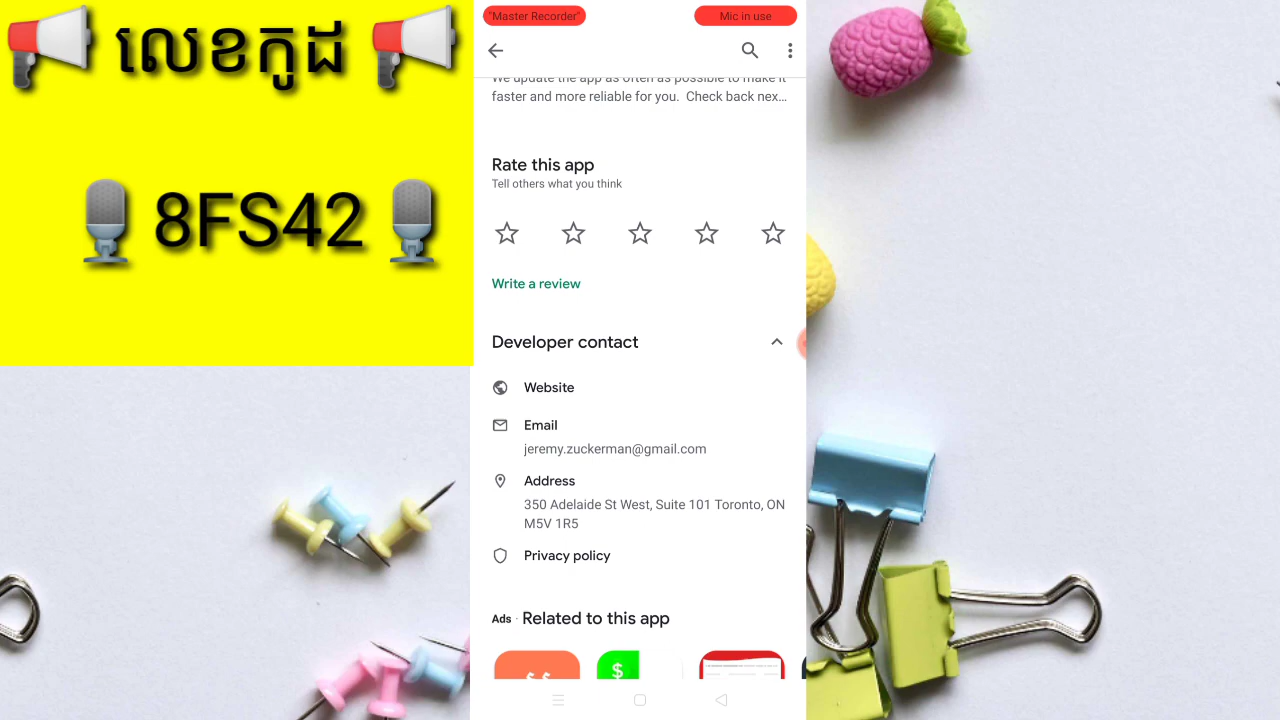 លេខកូដ
8FS42
"Master Recorder"
Mic in use
We update the app as often as possible to make it
faster and more reliable for you. Check back nex…
Rate this app
Tell others what you think
Write a review
Developer contact
Website
Email
jeremy.zuckerman@gmail.com
Address
350 Adelaide St West, Suite 101 Toronto, ON
M5V 1R5
Privacy policy
Ads · Related to this app
$